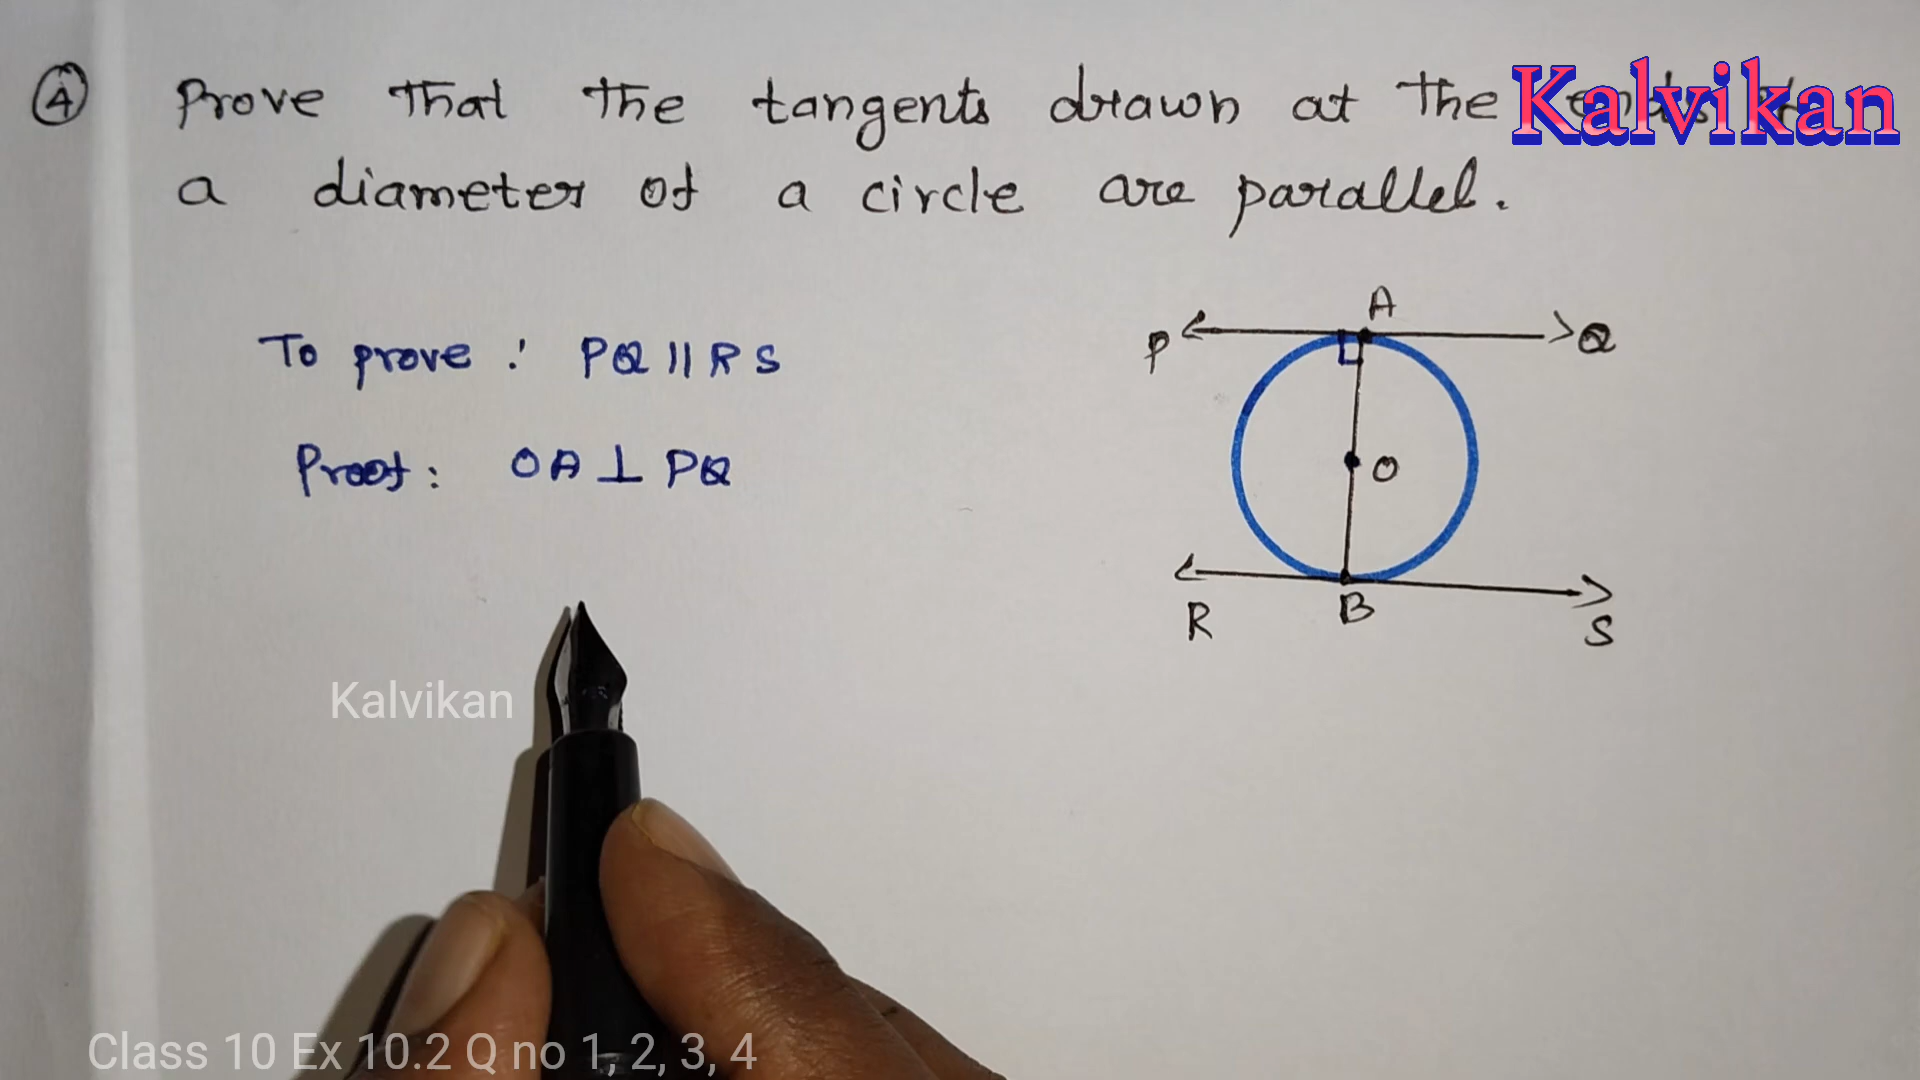 4 Prove that the tangents drawn at the
Kalvikan
a diameter of a circle are parallel.
To prove : PQ || RS
Proof : OA ⊥ PQ
A
P Q
O
R B S
Kalvikan
Class 10 Ex 10.2 Q no 1, 2, 3, 4